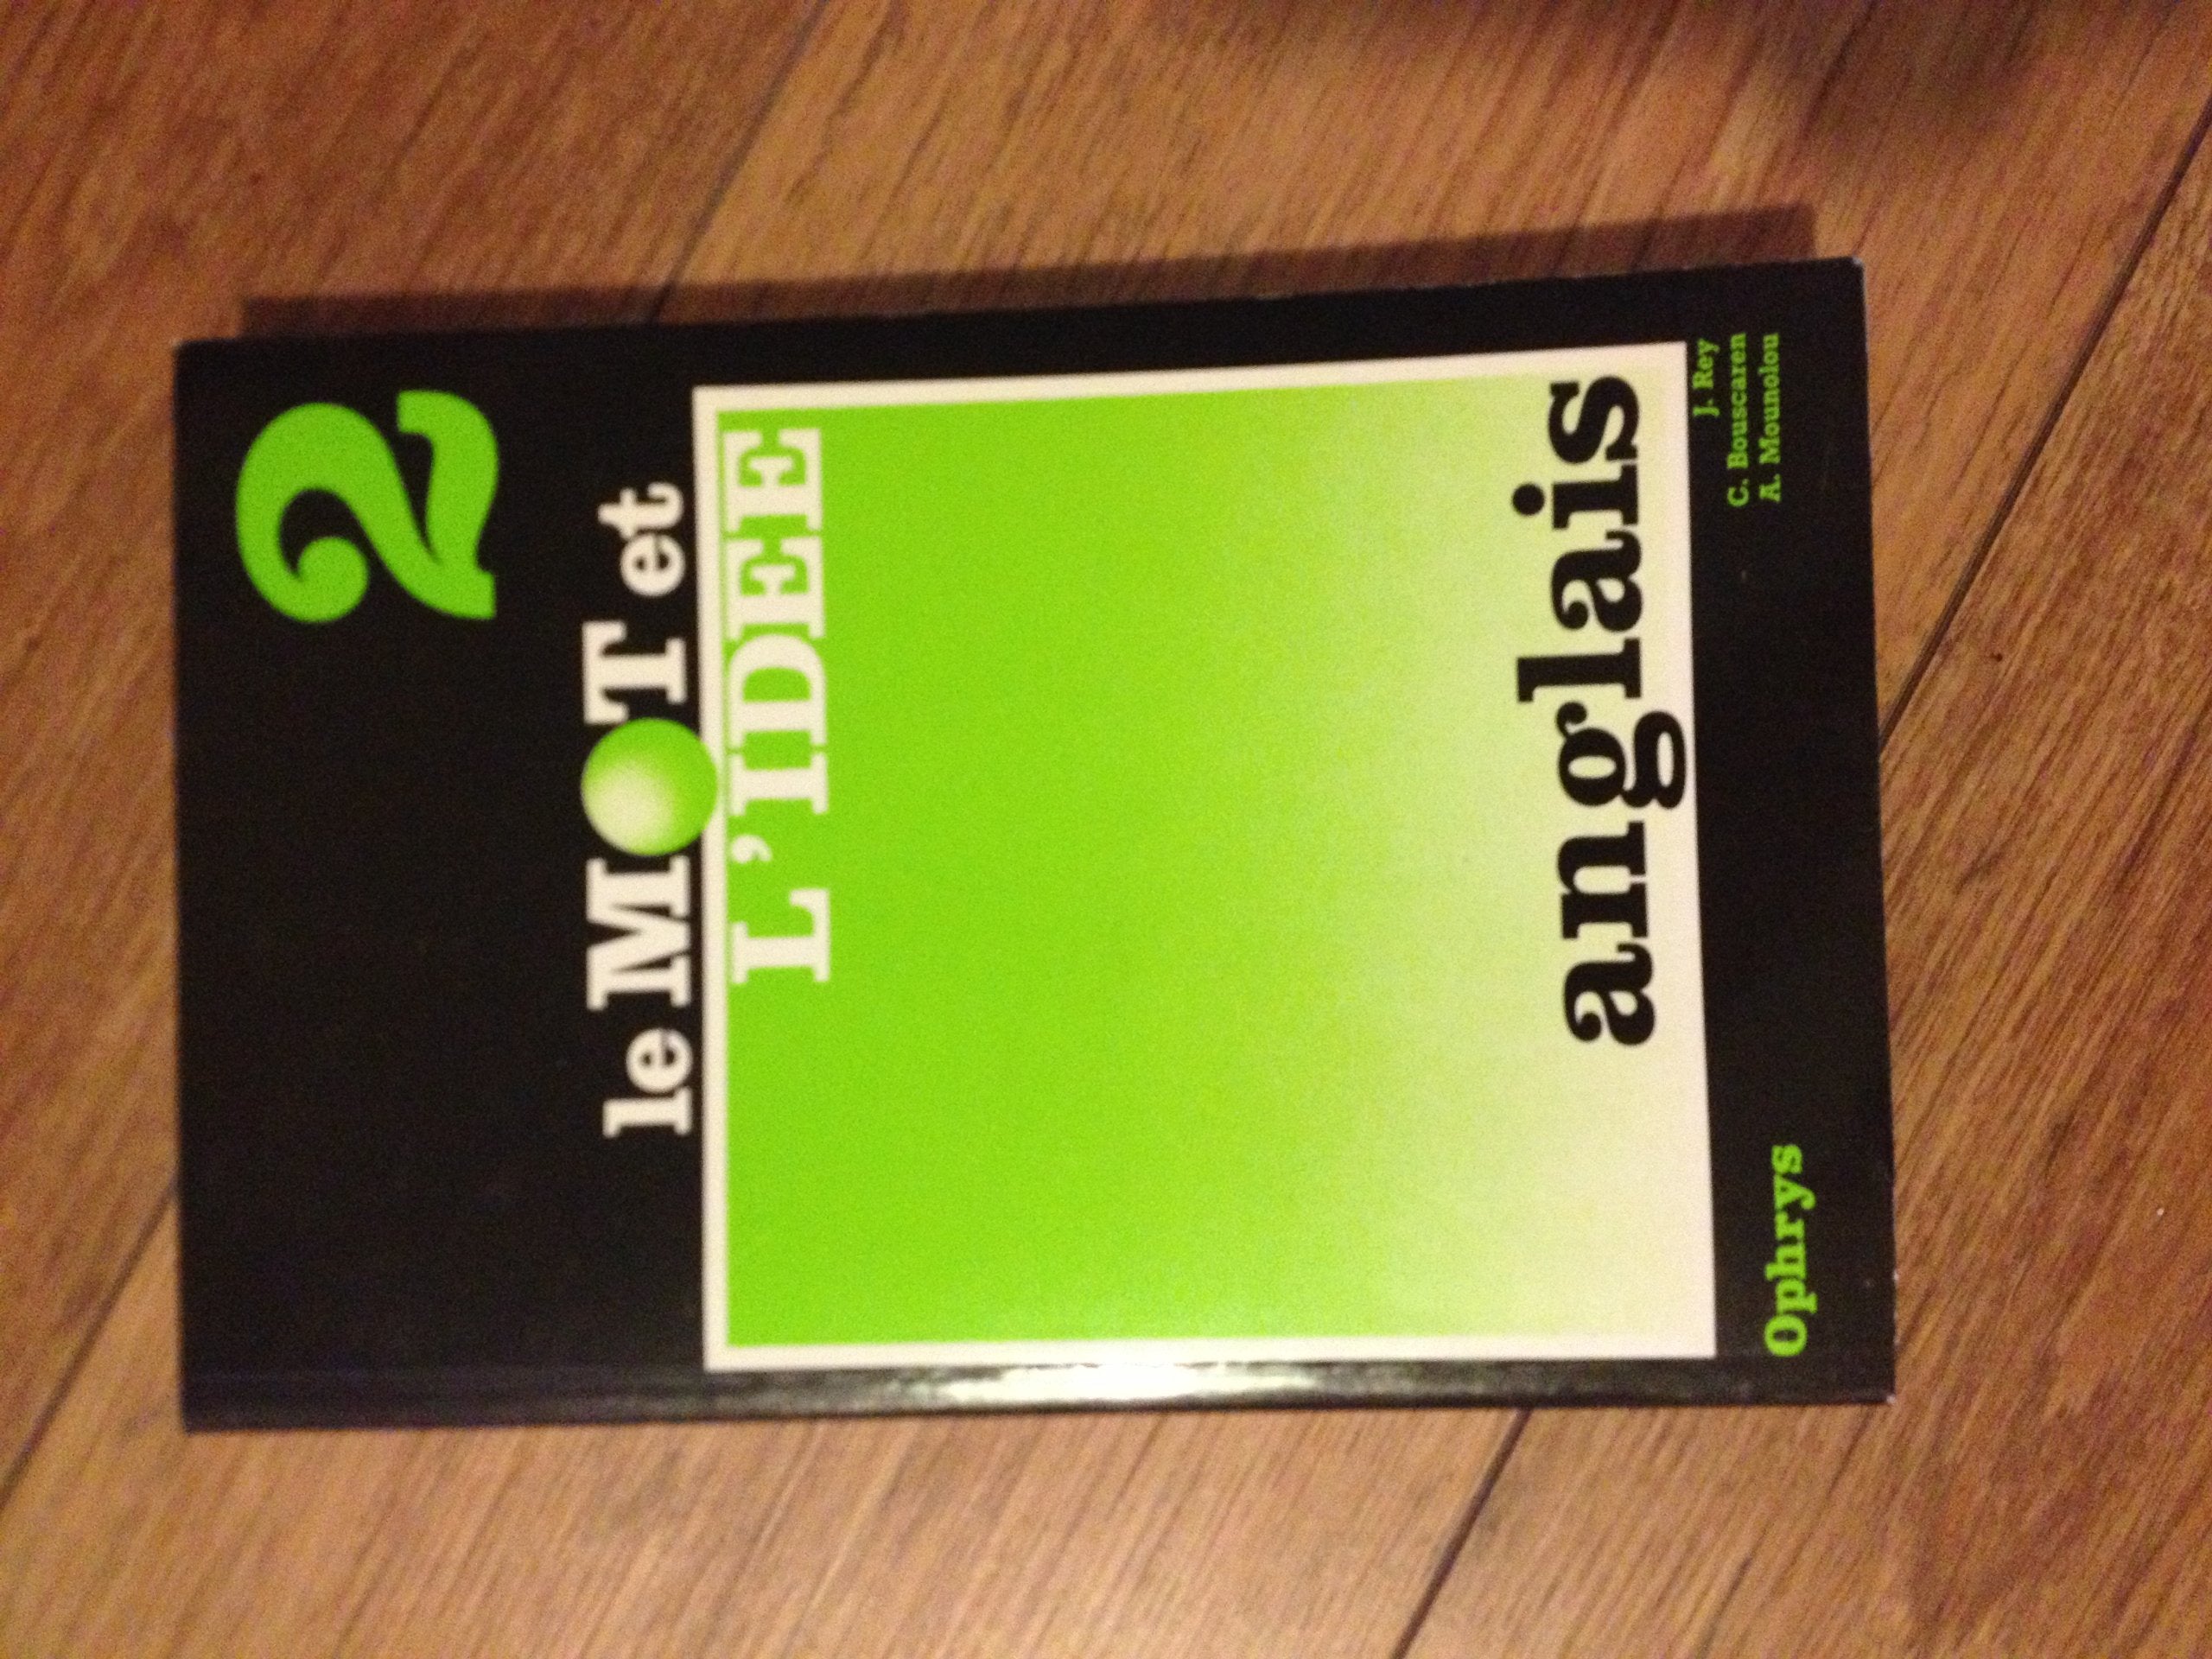 2
le MOT et
L'IDEE
anglais
J. Rey
C. Bouscaren
A. Mounolou
Ophrys